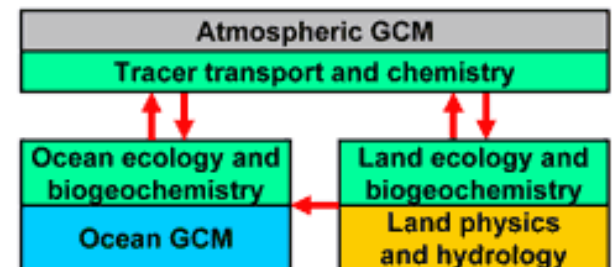 Atmospheric GCM
Tracer transport and chemistry
Ocean ecology and
biogeochemistry
Ocean GCM
Land ecology and
biogeochemistry
Land physics
and hydrology